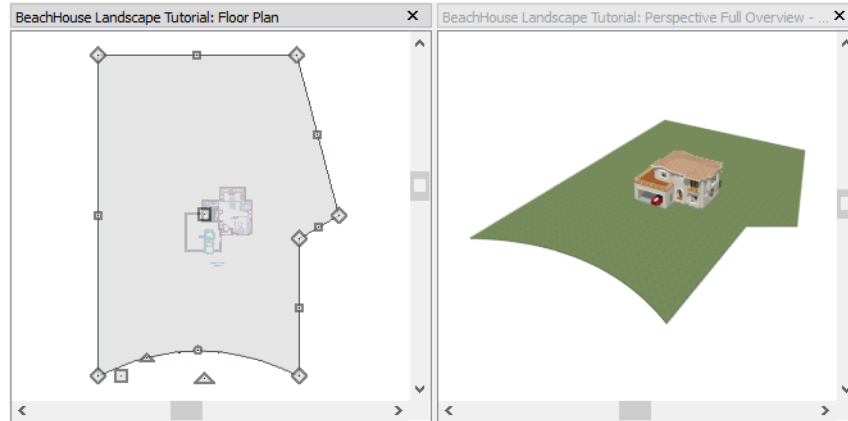 BeachHouse Landscape Tutorial: Floor Plan
BeachHouse Landscape Tutorial: Perspective Full Overview - ...